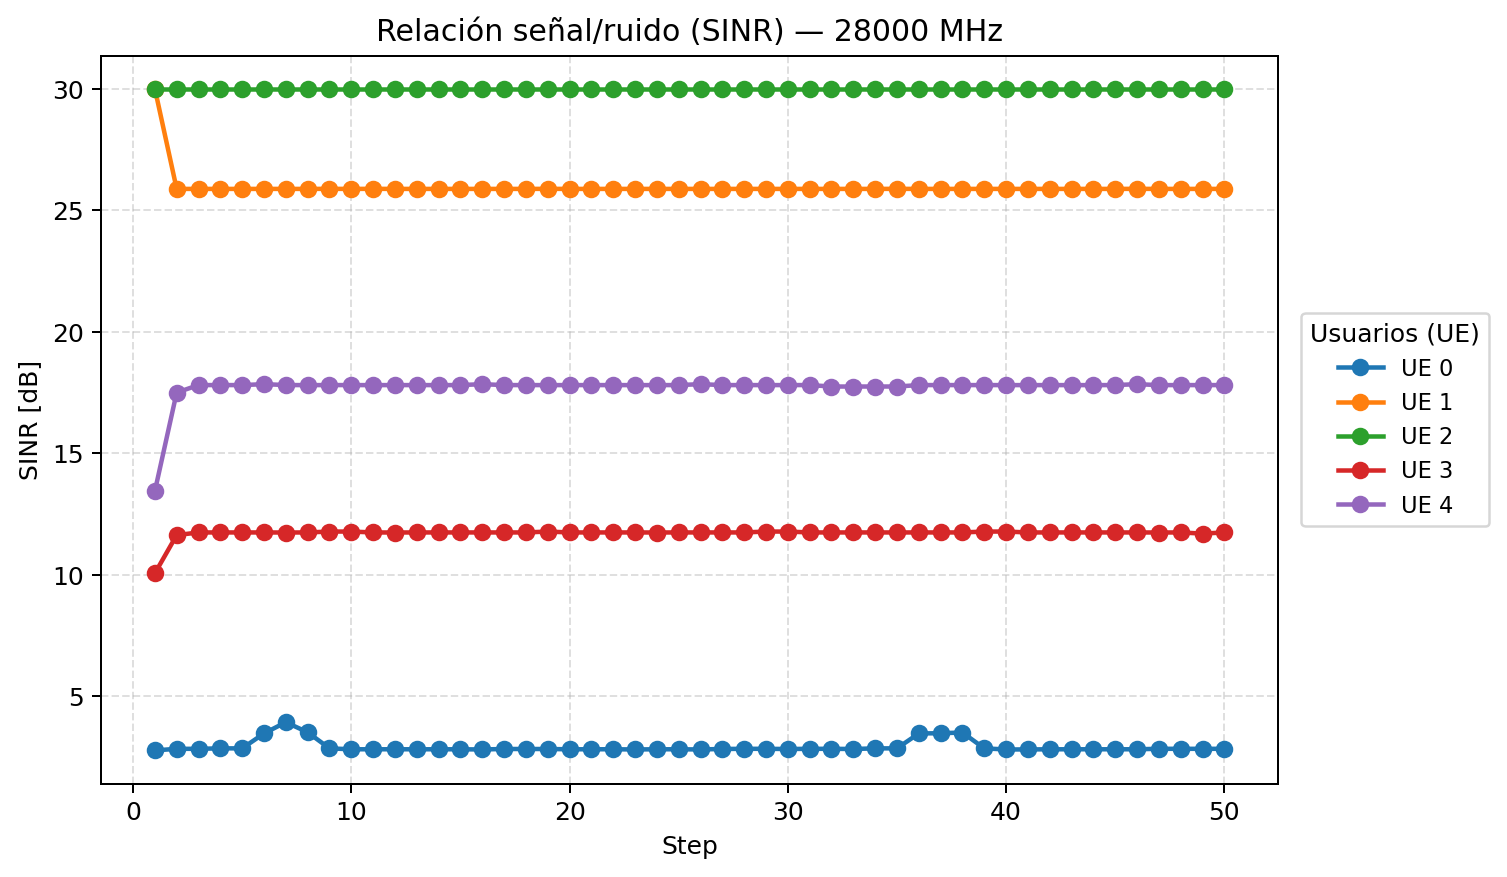 Relación señal/ruido (SINR) — 28000 MHz
30
25
20
15
10
5
SINR [dB]
0
10
20
30
40
50
Step
Usuarios (UE)
UE 0
UE 1
UE 2
UE 3
UE 4